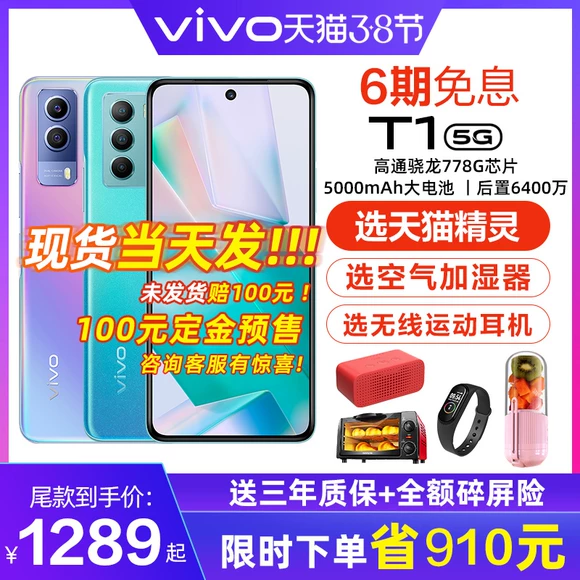 vivo天猫3.8节
6期免息
T1 5G
高通骁龙778G芯片
5000mAh大电池 | 后置6400万
选天猫精灵
选空气加湿器
选无线运动耳机
现货当天发!!!
未发货赔100元！
100元定金预售
咨询客服有惊喜!
vivo
vivo
尾款到手价:
¥1289起
送三年质保+全额碎屏险
限时下单省910元